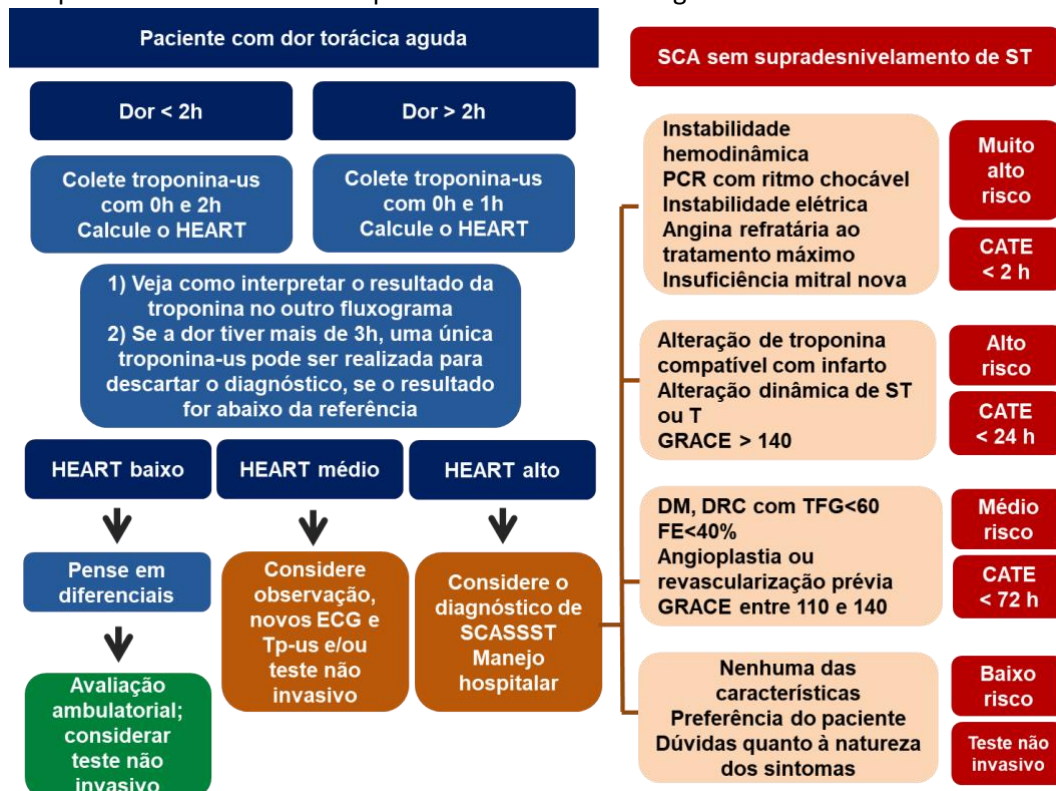 Paciente com dor torácica aguda
Dor < 2h
Dor > 2h
Colete troponina-us
com 0h e 2h
Calcule o HEART
Colete troponina-us
com 0h e 1h
Calcule o HEART
1) Veja como interpretar o resultado da
troponina no outro fluxograma
2) Se a dor tiver mais de 3h, uma única
troponina-us pode ser realizada para
descartar o diagnóstico, se o resultado
for abaixo da referência
HEART baixo
HEART médio
HEART alto
Pense em
diferenciais
Avaliação
ambulatorial;
considerar
teste não
invasivo
Considere
observação,
novos ECG e
Tp-us e/ou
teste não
invasivo
Considere o
diagnóstico de
SCASSST
Manejo
hospitalar
SCA sem supradesnivelamento de ST
Instabilidade
hemodinâmica
PCR com ritmo chocável
Instabilidade elétrica
Angina refratária ao
tratamento máximo
Insuficiência mitral nova
Muito
alto
risco
CATE
< 2 h
Alteração de troponina
compatível com infarto
Alteração dinâmica de ST
ou T
GRACE > 140
Alto
risco
CATE
< 24 h
DM, DRC com TFG<60
FE<40%
Angioplastia ou
revascularização prévia
GRACE entre 110 e 140
Médio
risco
CATE
< 72 h
Nenhuma das
características
Preferência do paciente
Dúvidas quanto à natureza
dos sintomas
Baixo
risco
Teste não
invasivo